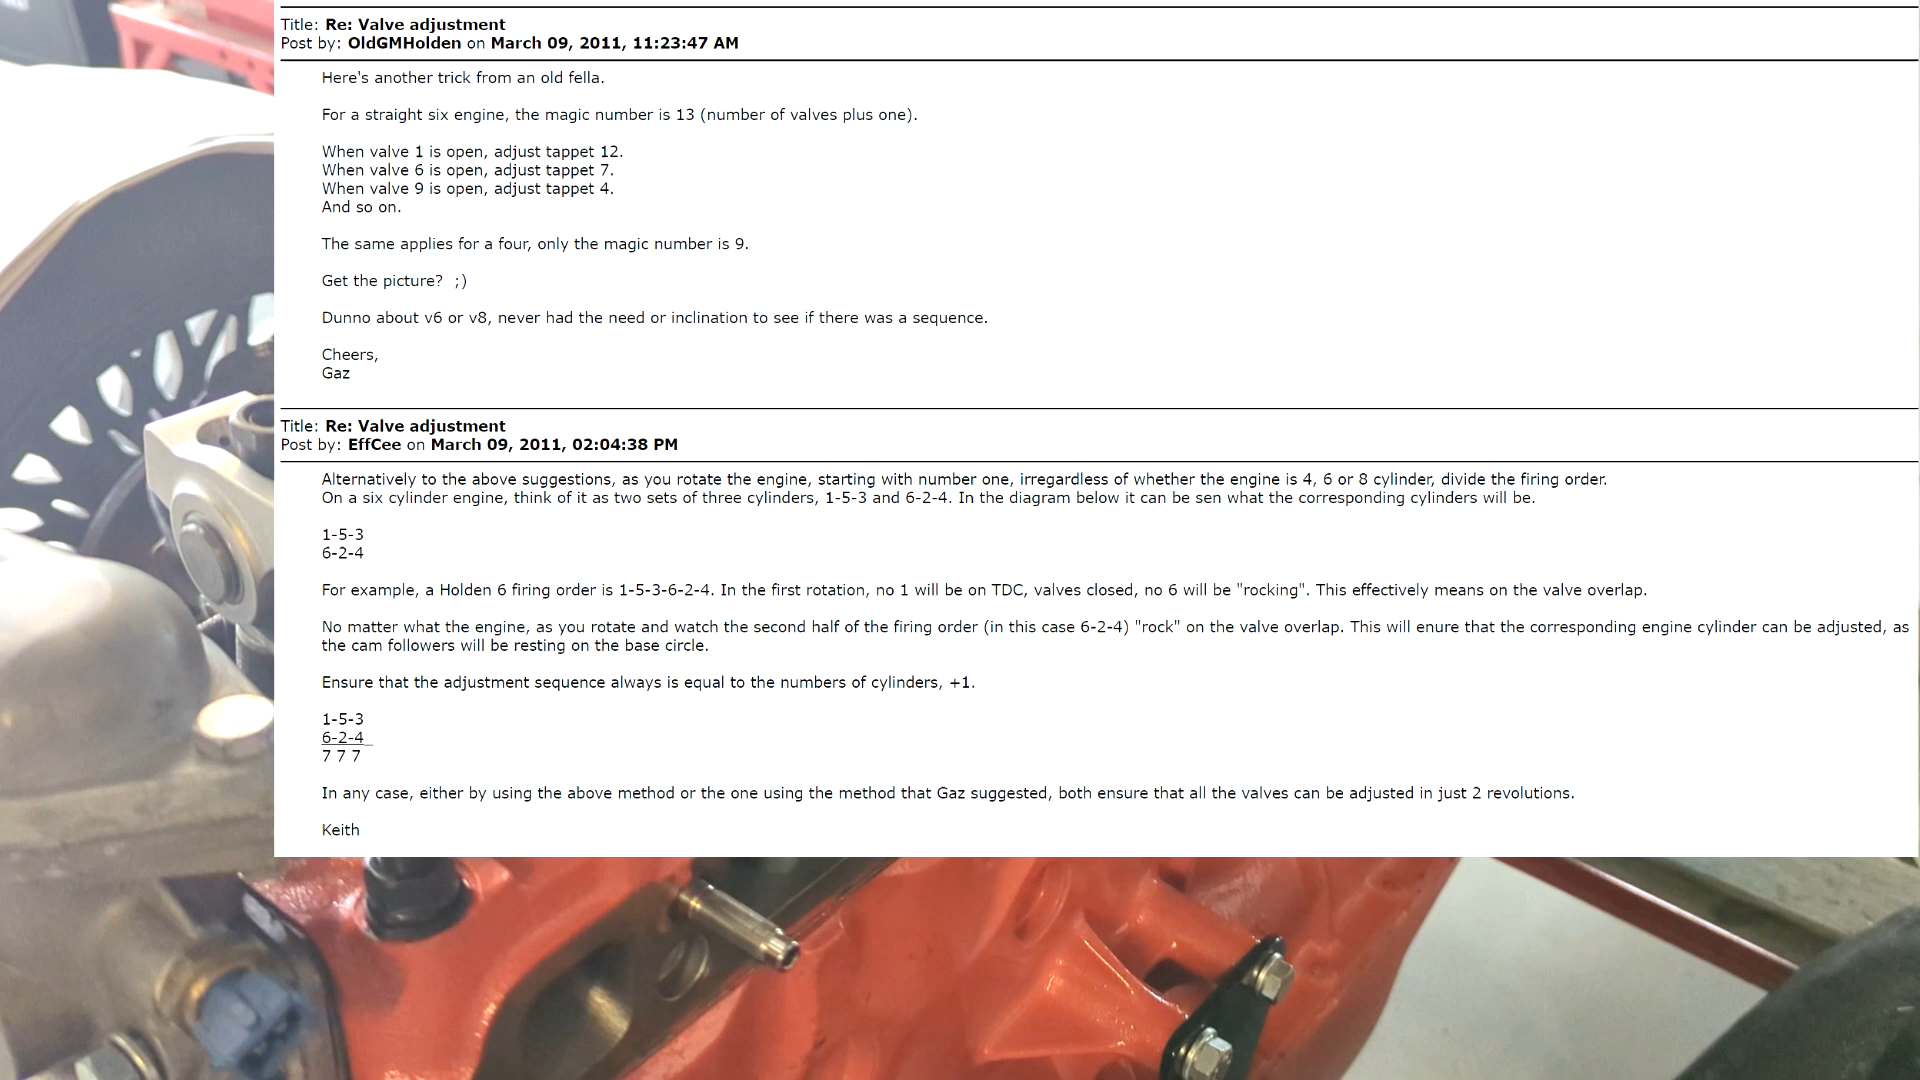 Title: Re: Valve adjustment
Post by: OldGMHolden on March 09, 2011, 11:23:47 AM
Here's another trick from an old fella.
For a straight six engine, the magic number is 13 (number of valves plus one).
When valve 1 is open, adjust tappet 12.
When valve 6 is open, adjust tappet 7.
When valve 9 is open, adjust tappet 4.
And so on.
The same applies for a four, only the magic number is 9.
Get the picture?  ;)
Dunno about v6 or v8, never had the need or inclination to see if there was a sequence.
Cheers,
Gaz
Title: Re: Valve adjustment
Post by: EffCee on March 09, 2011, 02:04:38 PM
Alternatively to the above suggestions, as you rotate the engine, starting with number one, irregardless of whether the engine is 4, 6 or 8 cylinder, divide the firing order.
On a six cylinder engine, think of it as two sets of three cylinders, 1-5-3 and 6-2-4. In the diagram below it can be sen what the corresponding cylinders will be.
1-5-3
6-2-4
For example, a Holden 6 firing order is 1-5-3-6-2-4. In the first rotation, no 1 will be on TDC, valves closed, no 6 will be "rocking". This effectively means on the valve overlap.
No matter what the engine, as you rotate and watch the second half of the firing order (in this case 6-2-4) "rock" on the valve overlap. This will enure that the corresponding engine cylinder can be adjusted, as
the cam followers will be resting on the base circle.
Ensure that the adjustment sequence always is equal to the numbers of cylinders, +1.
1-5-3
6-2-4_
7 7 7
In any case, either by using the above method or the one using the method that Gaz suggested, both ensure that all the valves can be adjusted in just 2 revolutions.
Keith